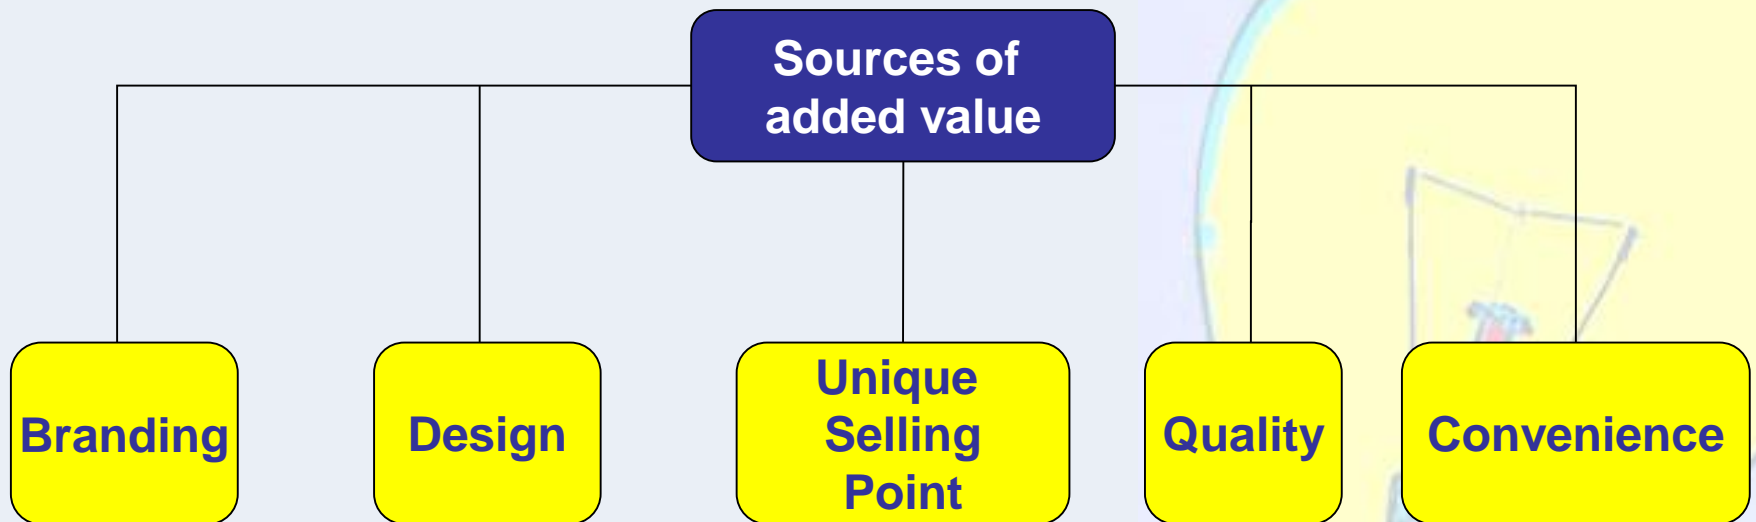 Sources of
added value
Branding
Design
Unique
Selling
Point
Quality
Convenience